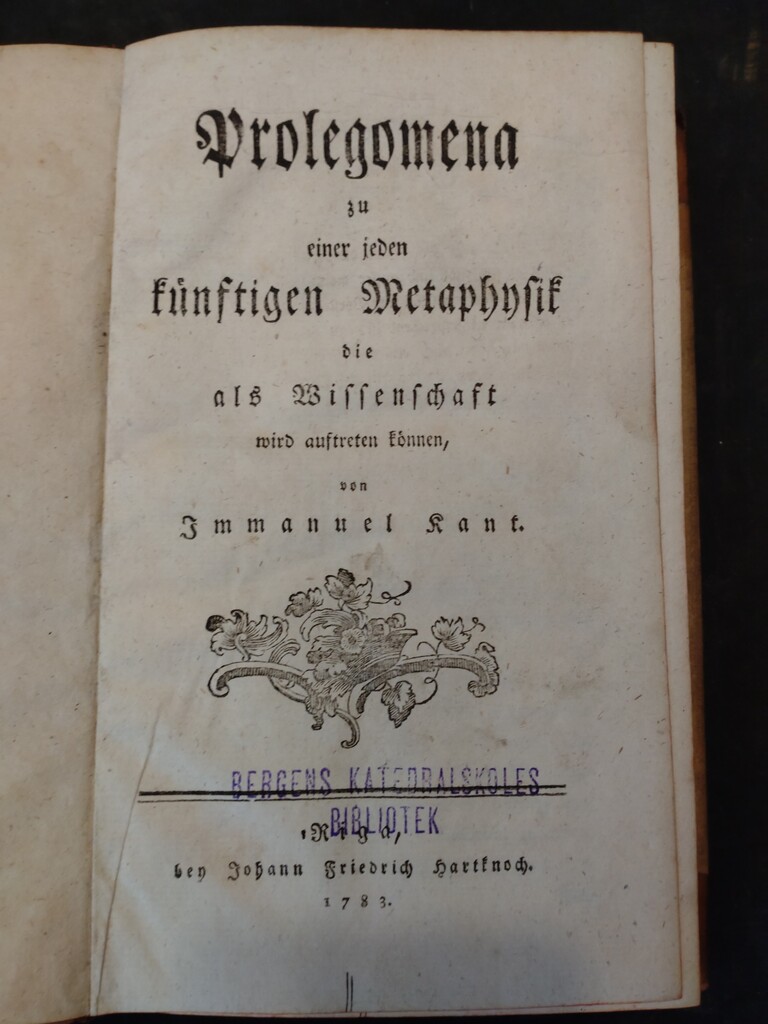 Prolegomena
zu
einer jeden
künftigen Metaphyſik
die
als Wiſſenſchaft
wird auftreten können,
von
Immanuel Kant.
BERGENS KATEDRALSKOLES
BIBLIOTEK
Riga,
bey Johann Friedrich Hartknoch.
1783.